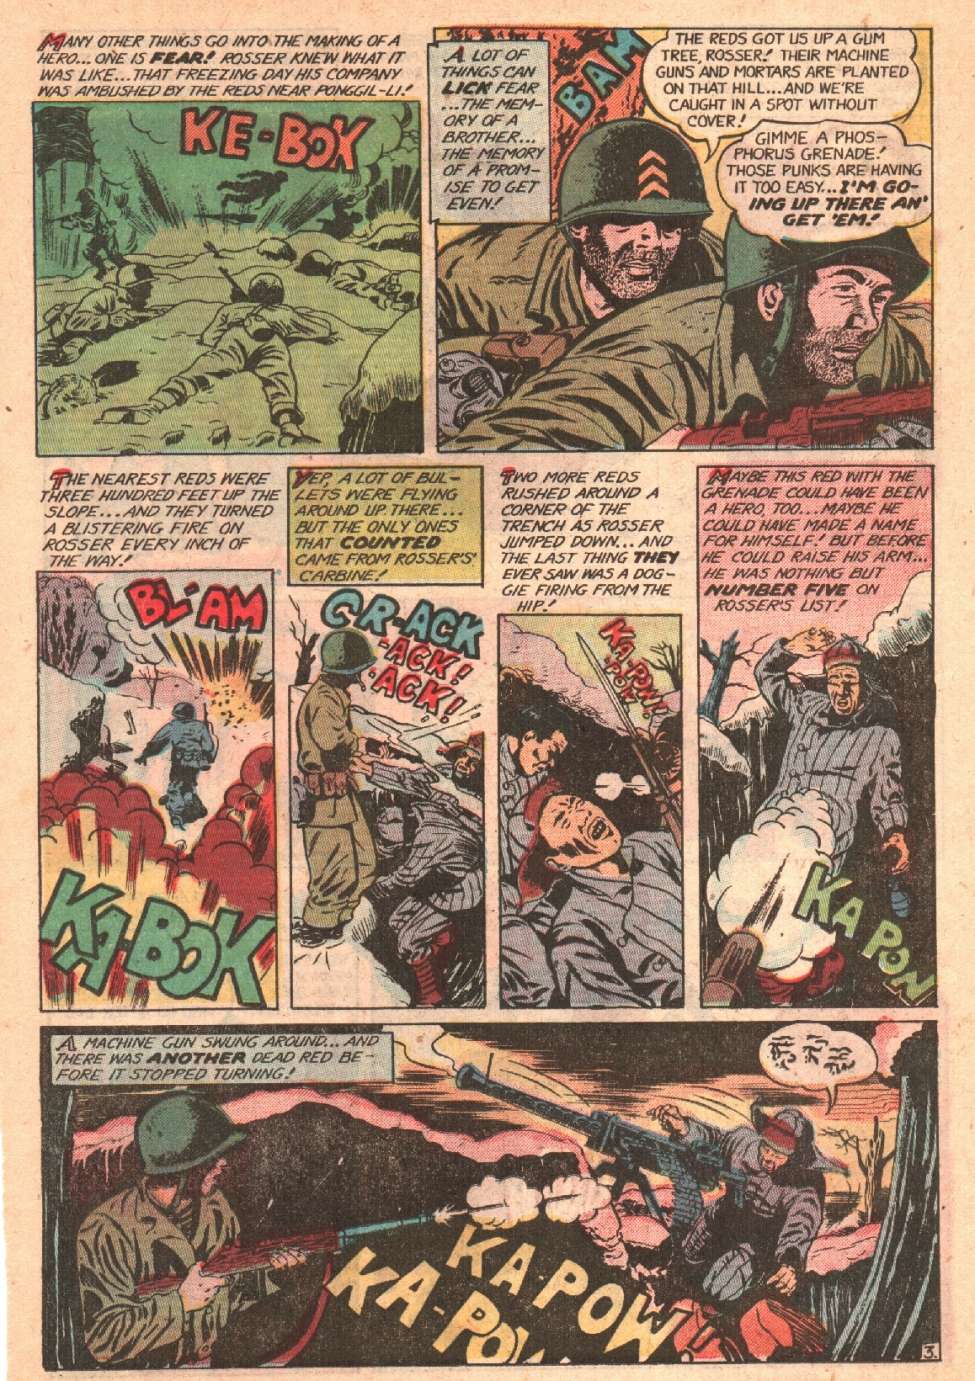 MANY OTHER THINGS GO INTO THE MAKING OF A
HERO...ONE IS FEAR! ROSSER KNEW WHAT IT
WAS LIKE...THAT FREEZING DAY HIS COMPANY
WAS AMBUSHED BY THE REDS NEAR PONGGIL-LI!
KE-BOK
A LOT OF
THINGS CAN
LICK FEAR
...THE MEM-
ORY OF A
BROTHER...
THE MEMORY
OF A PROM-
ISE TO GET
EVEN!
BAM
THE REDS GOT US UP A GUM
TREE, ROSSER! THEIR MACHINE
GUNS AND MORTARS ARE PLANTED
ON THAT HILL...AND WE'RE
CAUGHT IN A SPOT WITHOUT
COVER!
GIMME A PHOS-
PHORUS GRENADE!
THOSE PUNKS ARE HAVING
IT TOO EASY...I'M GO-
ING UP THERE AN'
GET 'EM!
THE NEAREST REDS WERE
THREE HUNDRED FEET UP THE
SLOPE...AND THEY TURNED
A BLISTERING FIRE ON
ROSSER EVERY INCH OF
THE WAY!
BL'AM
KA-BOK
YEP, A LOT OF BUL-
LETS WERE FLYING
AROUND UP THERE...
BUT THE ONLY ONES
THAT COUNTED
CAME FROM ROSSER'S
CARBINE!
CR-ACK
-ACK!
'ACK!
TWO MORE REDS
RUSHED AROUND A
CORNER OF THE
TRENCH AS ROSSER
JUMPED DOWN...AND
THE LAST THING THEY
EVER SAW WAS A DOG-
GIE FIRING FROM THE
HIP!
KA-POW!
KA-POW!
MAYBE THIS RED WITH THE
GRENADE COULD HAVE BEEN
A HERO, TOO...MAYBE HE
COULD HAVE MADE A NAME
FOR HIMSELF! BUT BEFORE
HE COULD RAISE HIS ARM...
HE WAS NOTHING BUT
NUMBER FIVE ON
ROSSER'S LIST!
KA POW
A MACHINE GUN SWUNG AROUND...AND
THERE WAS ANOTHER DEAD RED BE-
FORE IT STOPPED TURNING!
KA-POW!
KA-POW!
3.